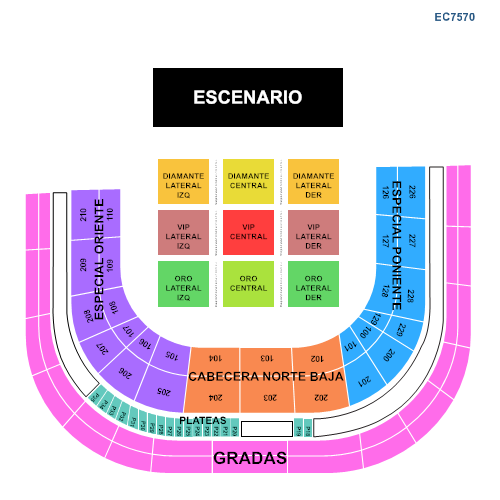 EC7570
ESCENARIO
DIAMANTE
LATERAL
IZQ
DIAMANTE
CENTRAL
DIAMANTE
LATERAL
DER
VIP
LATERAL
IZQ
VIP
CENTRAL
VIP
LATERAL
DER
ORO
LATERAL
IZQ
ORO
CENTRAL
ORO
LATERAL
DER
ESPECIAL ORIENTE
210
110
209
109
208
108
207
107
206
106
205
105
ESPECIAL PONIENTE
126
226
127
227
128
228
129
229
100
200
101
201
104
103
102
CABECERA NORTE BAJA
204
203
202
PLATEAS
GRADAS